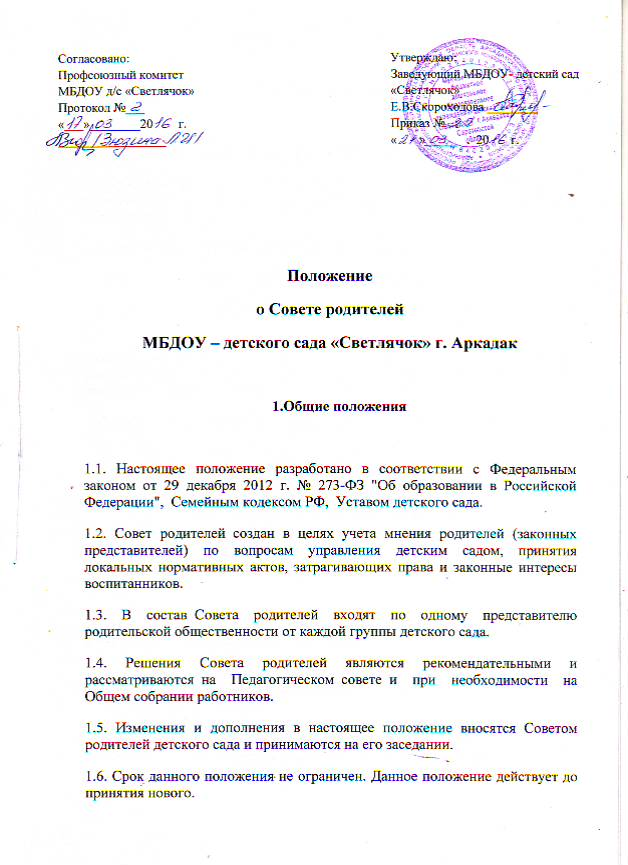 Согласовано:
Профсоюзный комитет
МБДОУ д/с «Светлячок»
Протокол № 2
«17» 03 2016 г.
Утверждаю:
Заведующий МБДОУ- детский сад
«Светлячок»
Е.В.Скороходова
Приказ №
«21» 03 2016 г.
Положение
о Совете родителей
МБДОУ – детского сада «Светлячок» г. Аркадак
1.Общие положения
1.1. Настоящее положение разработано в соответствии с Федеральным
законом от 29 декабря 2012 г. № 273-ФЗ "Об образовании в Российской
Федерации", Семейным кодексом РФ, Уставом детского сада.
1.2. Совет родителей создан в целях учета мнения родителей (законных
представителей) по вопросам управления детским садом, принятия
локальных нормативных актов, затрагивающих права и законные интересы
воспитанников.
1.3. В состав Совета родителей входят по одному представителю
родительской общественности от каждой группы детского сада.
1.4. Решения Совета родителей являются рекомендательными и
рассматриваются на Педагогическом совете и при необходимости на
Общем собрании работников.
1.5. Изменения и дополнения в настоящее положение вносятся Советом
родителей детского сада и принимаются на его заседании.
1.6. Срок данного положения не ограничен. Данное положение действует до
принятия нового.